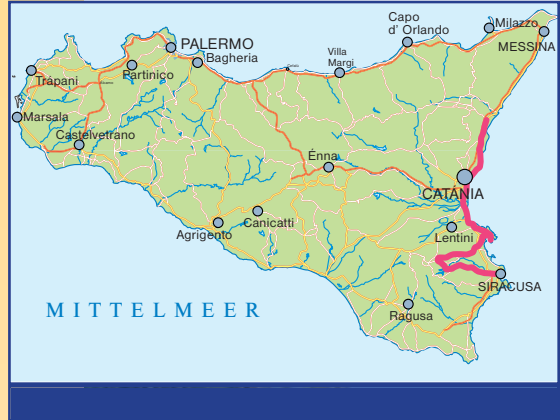 Capo
d' Orlando
Milazzo
MESSINA
PALERMO
Bagheria
Villa
Margi
Trápani
Partinico
Marsala
Castelvetrano
Énna
CATÁNIA
Canicatti
Agrigento
Lentini
SIRACUSA
Ragusa
MITTELMEER